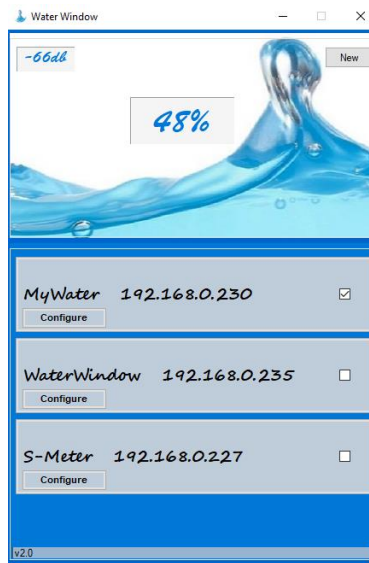 Water Window
-66db
New
48%
MyWater 192.168.0.230
Configure
WaterWindow 192.168.0.235
Configure
S-Meter 192.168.0.227
Configure
v2.0